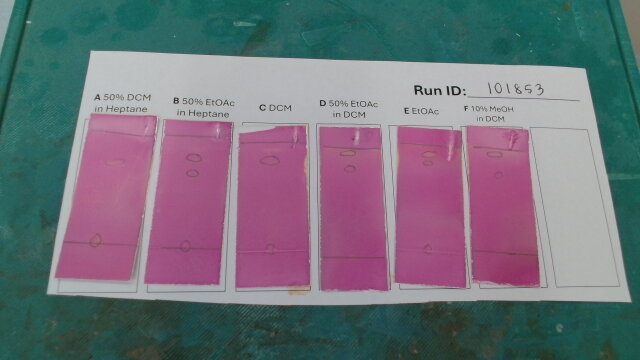 Run ID: 101853
A 50% DCM
in Heptane
B 50% EtOAc
in Heptane
C DCM
D 50% EtOAc
in DCM
E EtOAc
F 10% MeOH
in DCM